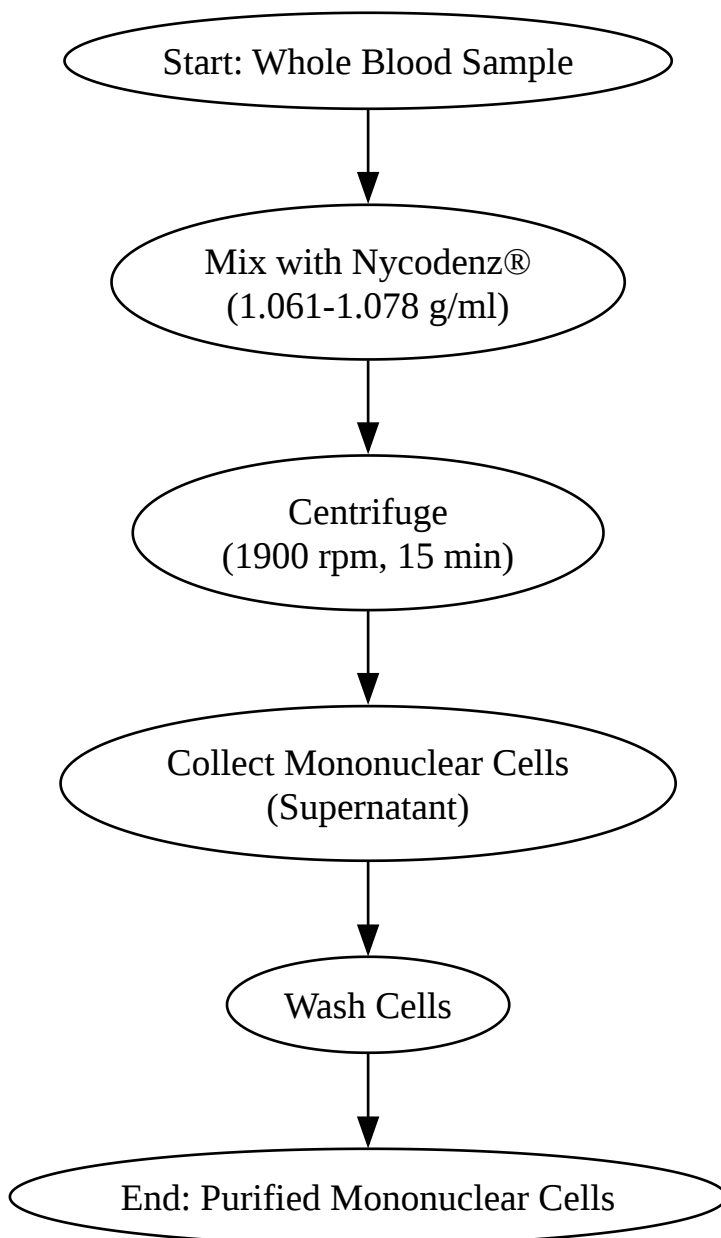 Start: Whole Blood Sample
Mix with Nycodenz®
(1.061-1.078 g/ml)
Centrifuge
(1900 rpm, 15 min)
Collect Mononuclear Cells
(Supernatant)
Wash Cells
End: Purified Mononuclear Cells